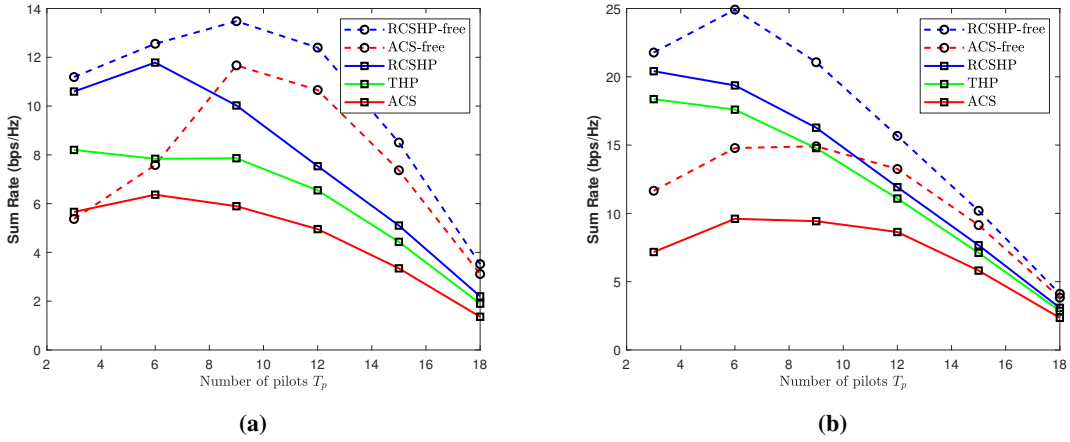 14
12
10
8
6
4
2
0
Sum Rate (bps/Hz)
2 4 6 8 10 12 14 16 18
Number of pilots T_p
RCSHP-free
ACS-free
RCSHP
THP
ACS
(a)
25
20
15
10
5
0
Sum Rate (bps/Hz)
2 4 6 8 10 12 14 16 18
Number of pilots T_p
RCSHP-free
ACS-free
RCSHP
THP
ACS
(b)